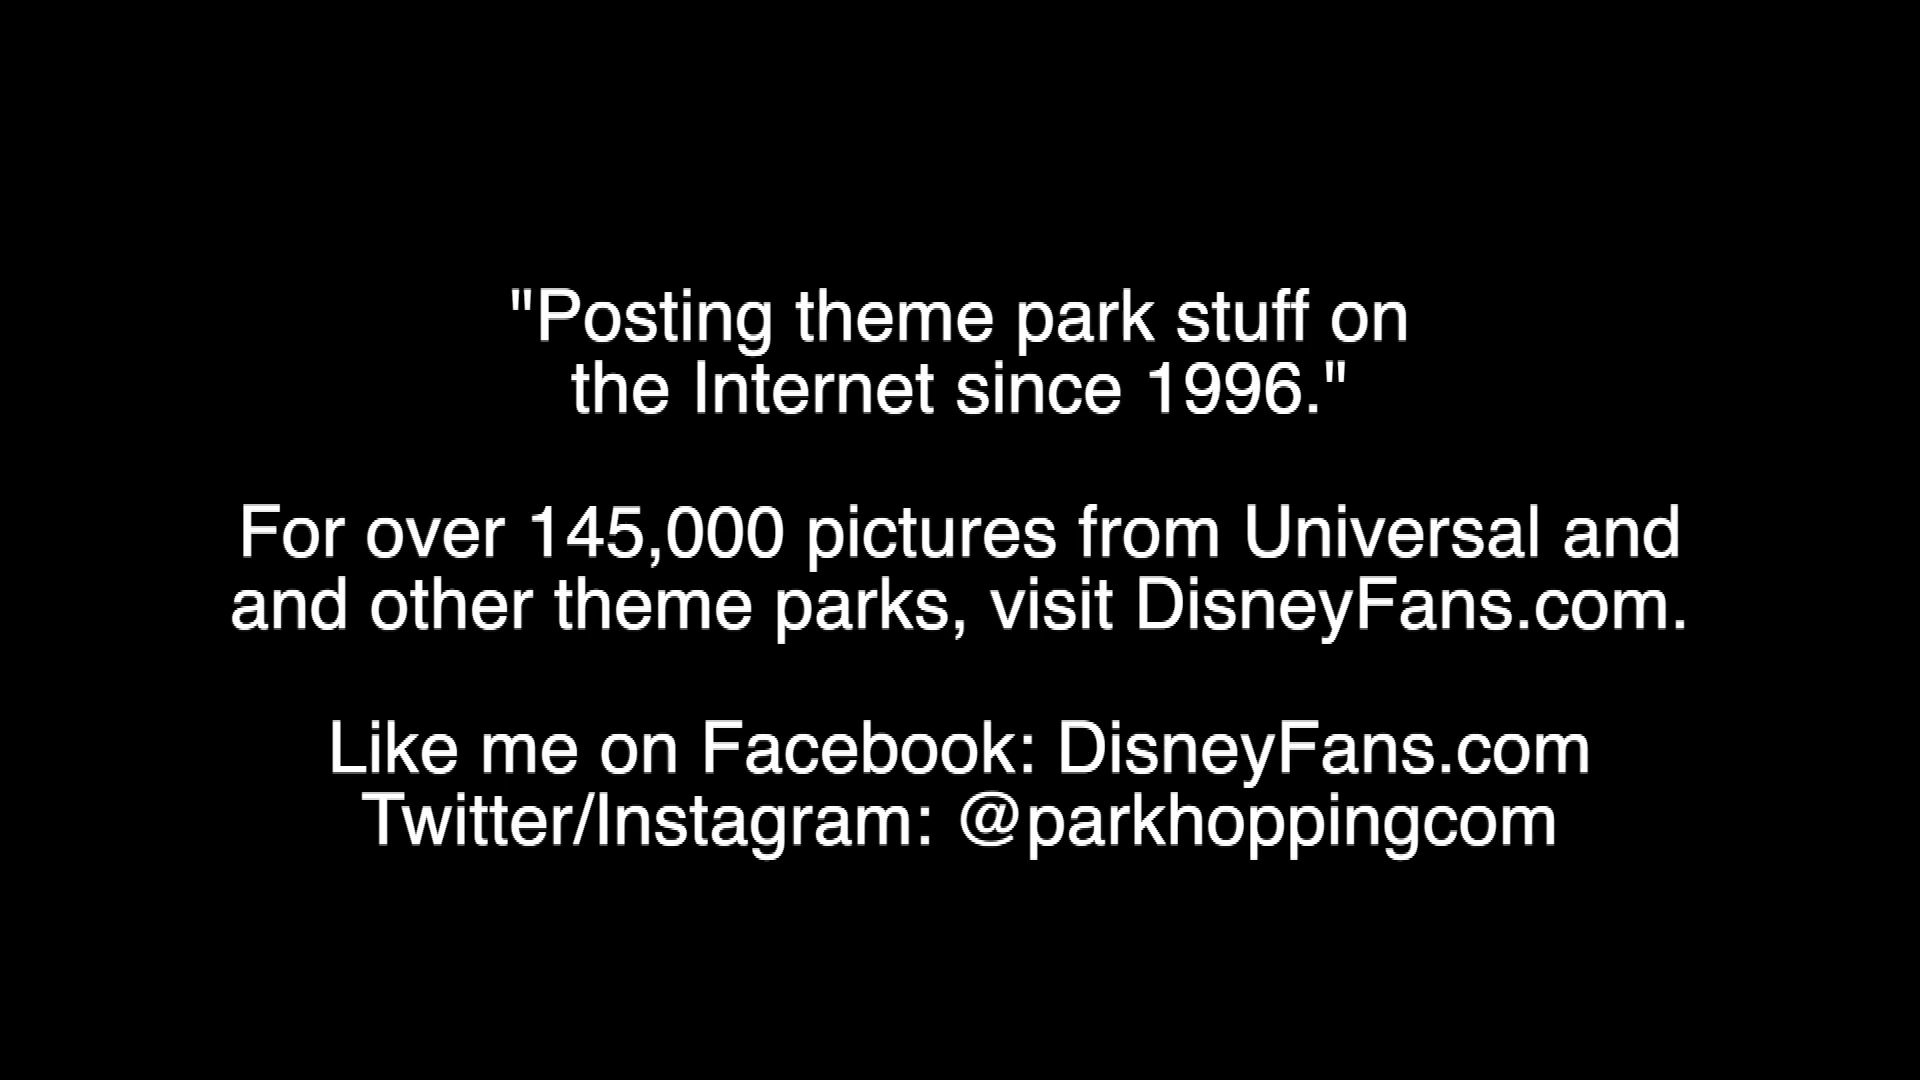 "Posting theme park stuff on
the Internet since 1996."
For over 145,000 pictures from Universal and
and other theme parks, visit DisneyFans.com.
Like me on Facebook: DisneyFans.com
Twitter/Instagram: @parkhoppingcom